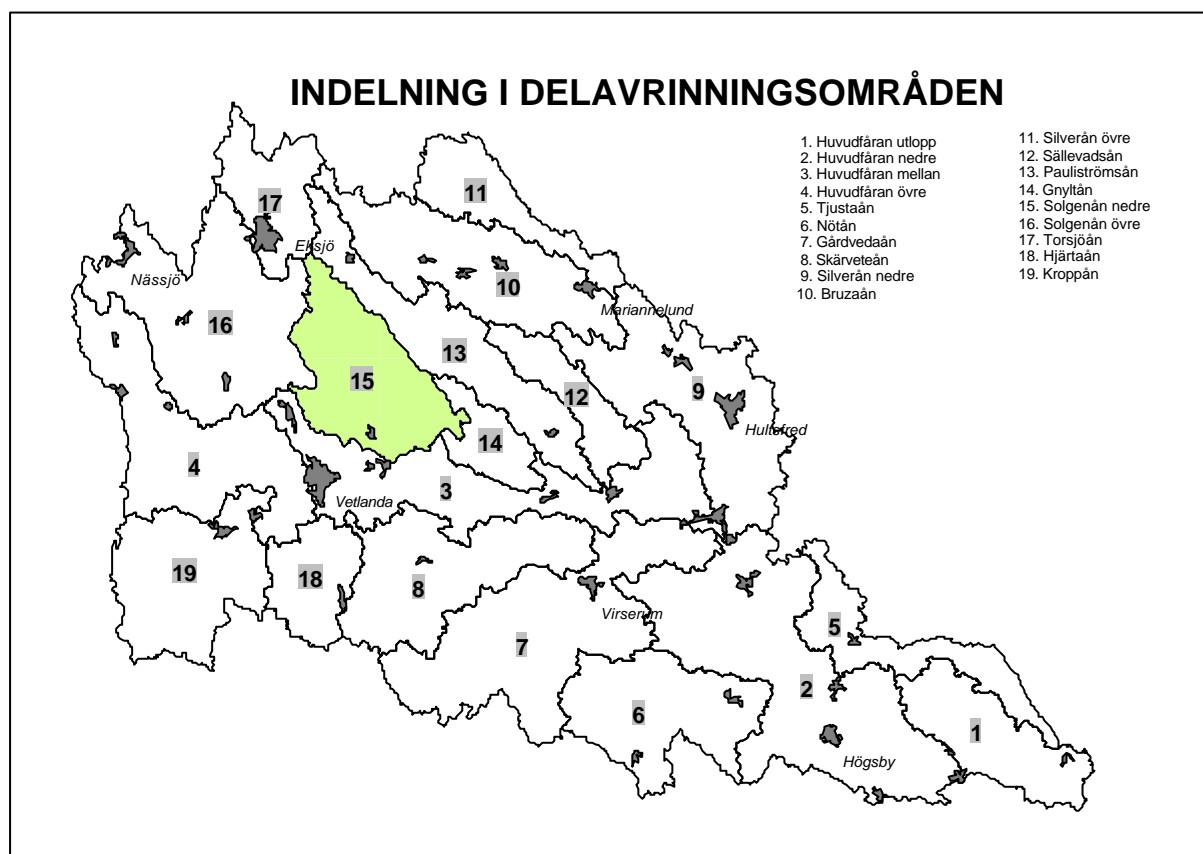 INDELNING I DELAVRINNINGSOMRÅDEN
1. Huvudfåran utlopp
2. Huvudfåran nedre
3. Huvudfåran mellan
4. Huvudfåran övre
5. Tjustaån
6. Nötån
7. Gårdvedaån
8. Skärveteån
9. Silverån nedre
10. Bruzaån
11. Silverån övre
12. Sällevadsån
13. Pauliströmsån
14. Gnyltån
15. Solgenån nedre
16. Solgenån övre
17. Torsjöån
18. Hjärtaån
19. Kroppån
11
17
Eksjö
Nässjö
10
Mariannelund
16
13
15
12
9
Hultsfred
14
4
3
Vetlanda
19
18
8
Virserum
5
7
2
6
1
Högsby